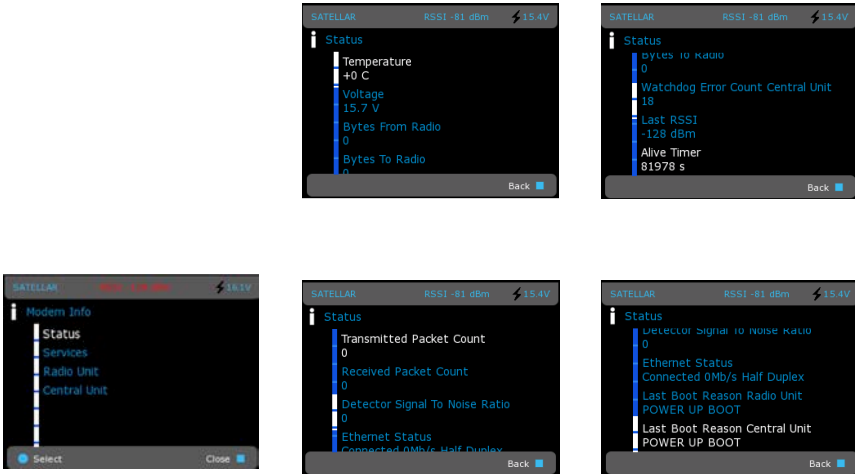 SATELLAR RSSI -81 dBm 15.4V
Status
Temperature
+0 C
Voltage
15.7 V
Bytes From Radio
0
Bytes To Radio
0
Back
SATELLAR RSSI -81 dBm 15.4V
Status
Bytes To Radio
0
Watchdog Error Count Central Unit
18
Last RSSI
-128 dBm
Alive Timer
81978 s
Back
SATELLAR 16.1V
Modem Info
Status
Services
Radio Unit
Central Unit
Select Close
SATELLAR RSSI -81 dBm 15.4V
Status
Transmitted Packet Count
0
Received Packet Count
0
Detector Signal To Noise Ratio
0
Ethernet Status
Connected 0Mb/s Half Duplex
Back
SATELLAR RSSI -81 dBm 15.4V
Status
Detector Signal To Noise Ratio
0
Ethernet Status
Connected 0Mb/s Half Duplex
Last Boot Reason Radio Unit
POWER UP BOOT
Last Boot Reason Central Unit
POWER UP BOOT
Back